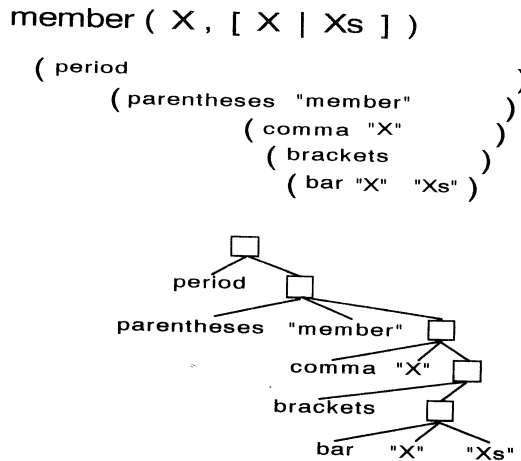 member ( X , [ X | Xs ] )
( period )
( parentheses "member" )
( comma "X" )
( brackets )
( bar "X" "Xs" )
period
parentheses "member"
comma "X"
brackets
bar "X" "Xs"